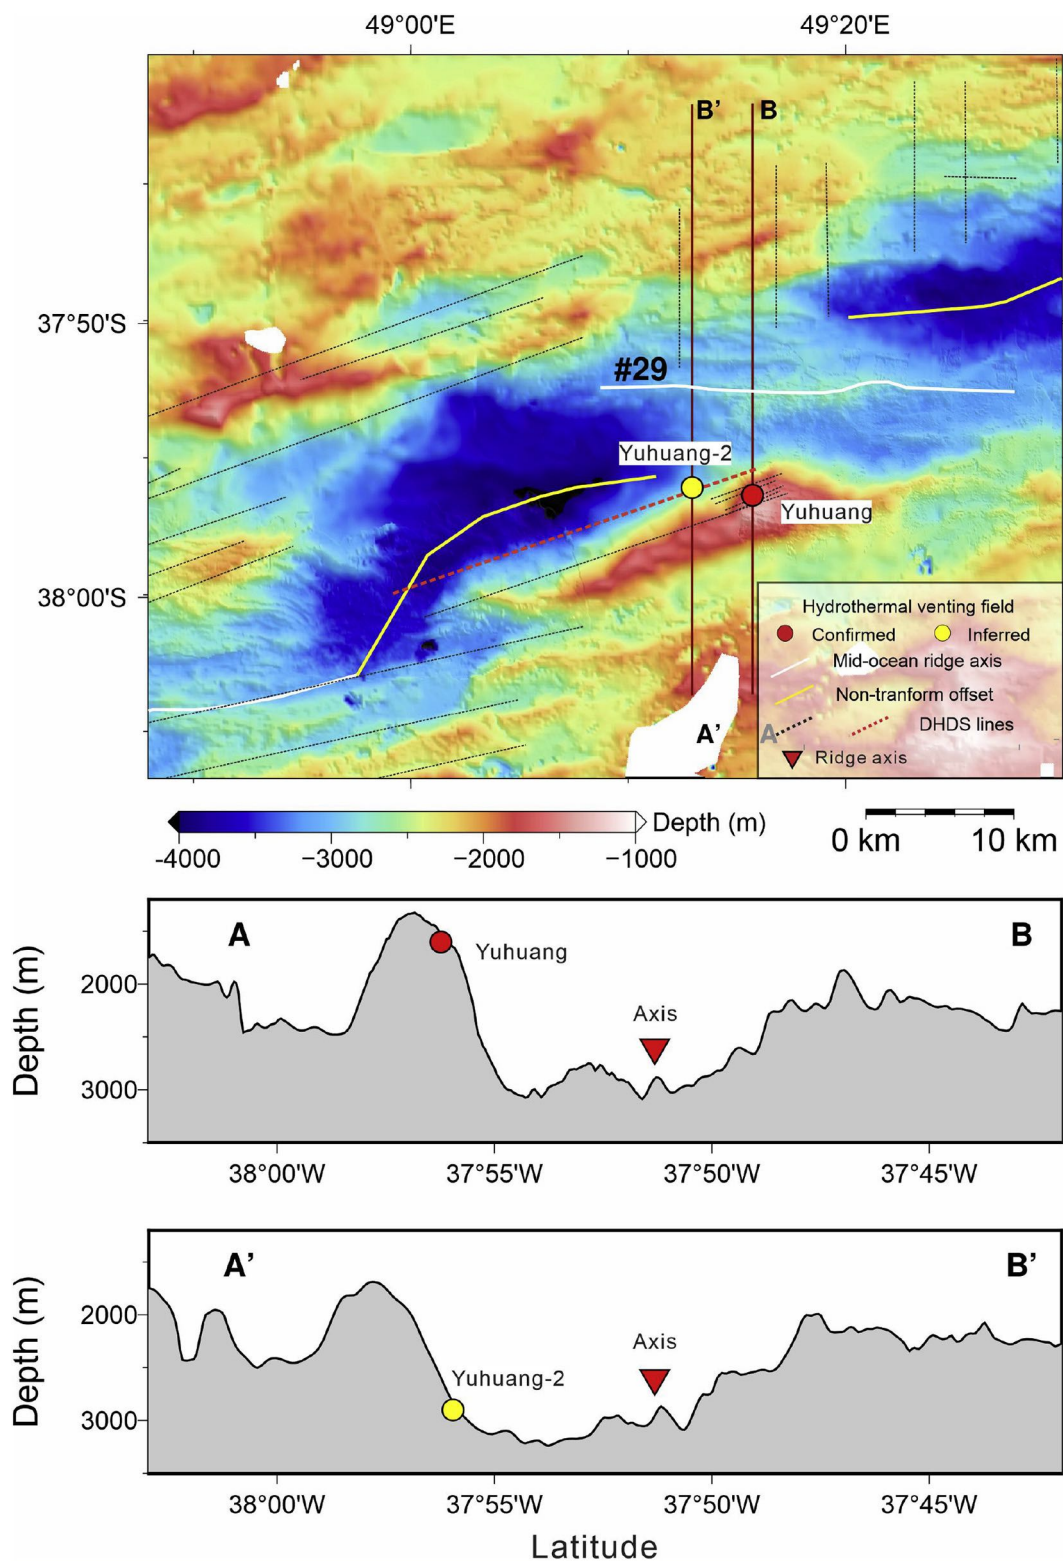 49°00'E 49°20'E
B' B
37°50'S
#29
Yuhuang-2
Yuhuang
38°00'S
Hydrothermal venting field
Confirmed Inferred
Mid-ocean ridge axis
Non-tranform offset
DHDS lines
A' A
Ridge axis
Depth (m)
-4000 −3000 −2000 −1000
0 km 10 km
A B
Yuhuang
Axis
Depth (m)
2000
3000
38°00'W 37°55'W 37°50'W 37°45'W
A' B'
Axis
Yuhuang-2
Depth (m)
2000
3000
38°00'W 37°55'W 37°50'W 37°45'W
Latitude